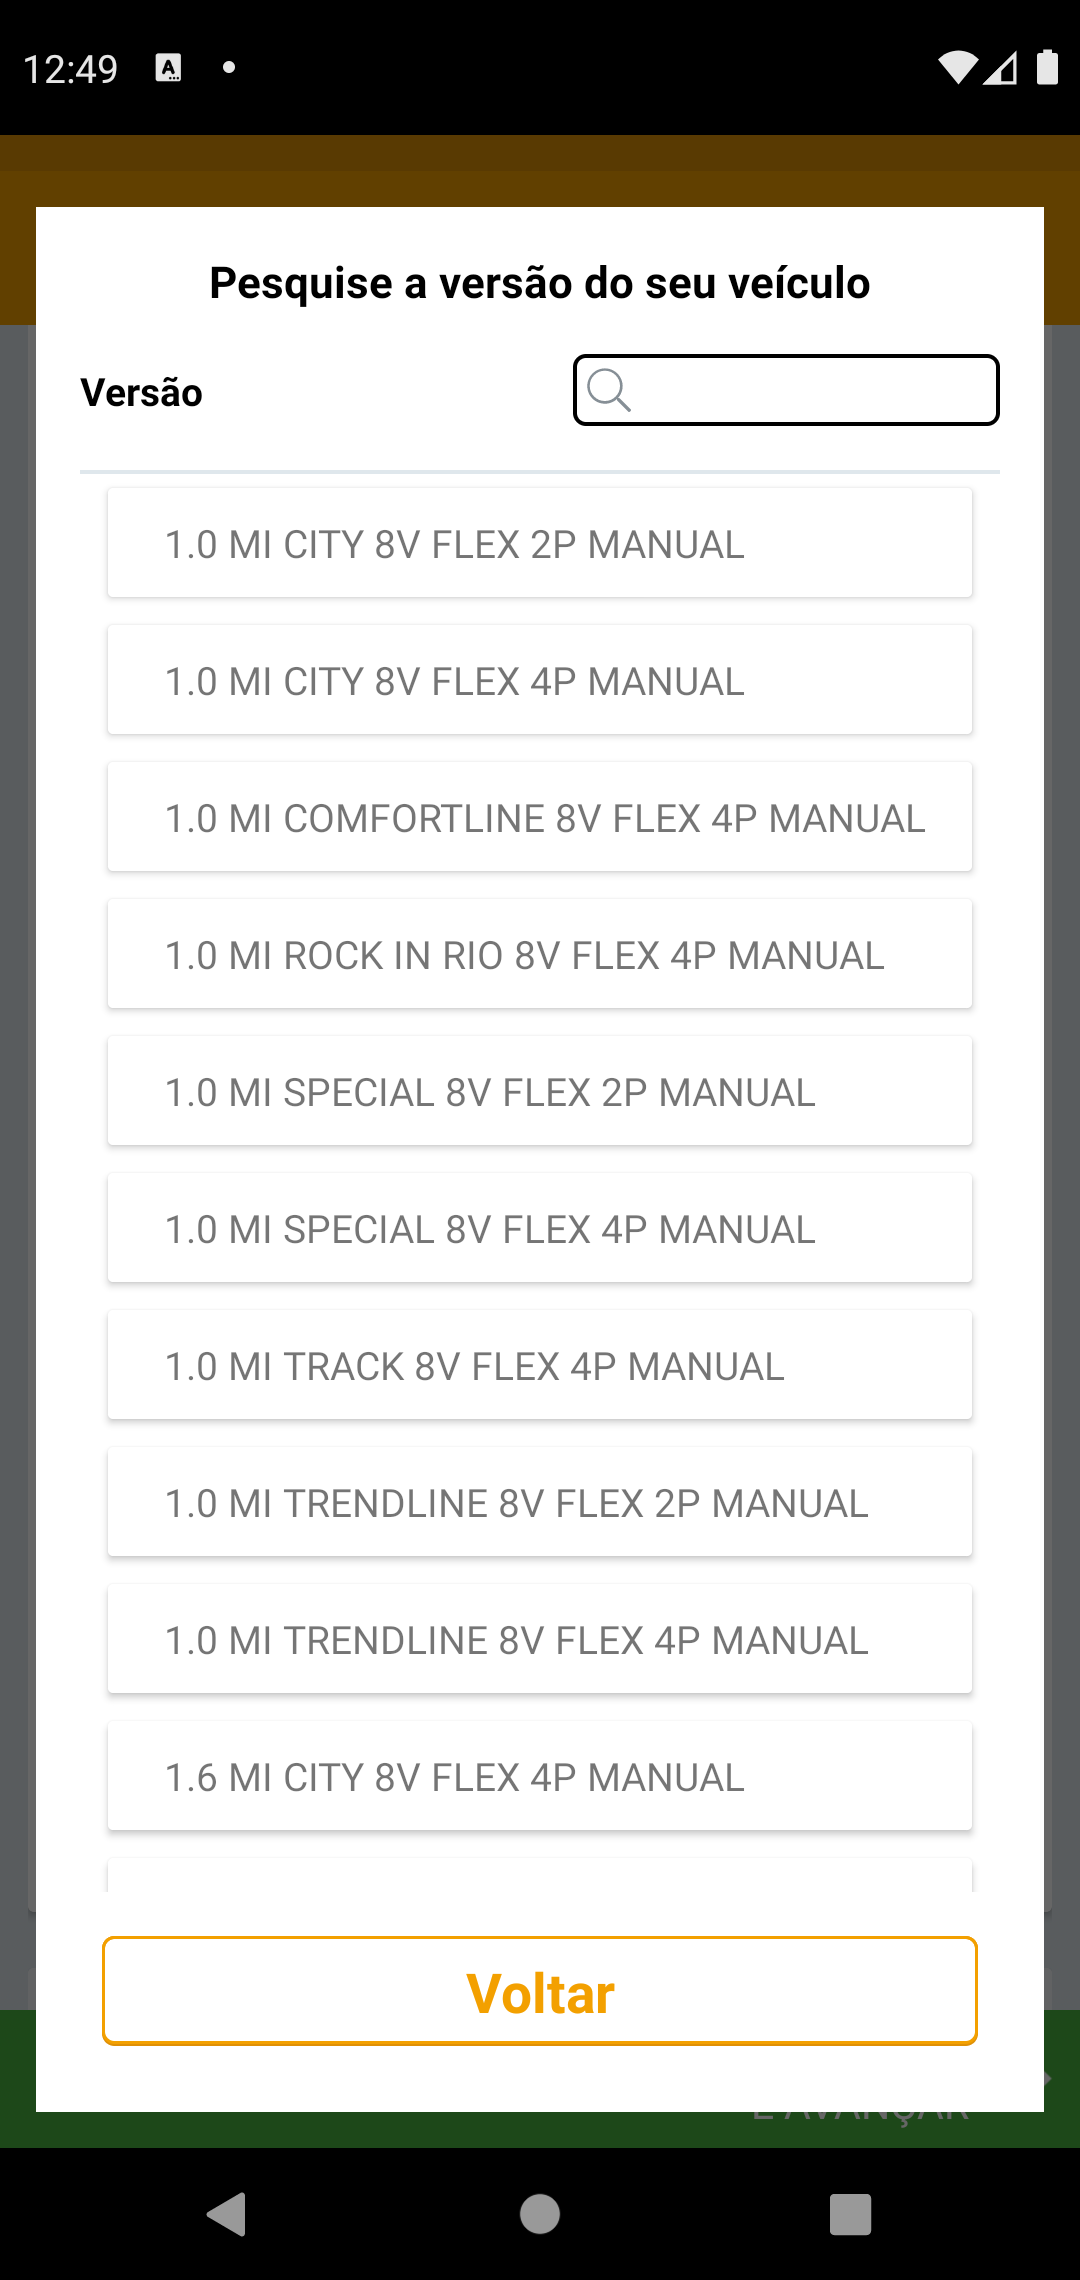 12:49
Pesquise a versão do seu veículo
Versão
1.0 MI CITY 8V FLEX 2P MANUAL
1.0 MI CITY 8V FLEX 4P MANUAL
1.0 MI COMFORTLINE 8V FLEX 4P MANUAL
1.0 MI ROCK IN RIO 8V FLEX 4P MANUAL
1.0 MI SPECIAL 8V FLEX 2P MANUAL
1.0 MI SPECIAL 8V FLEX 4P MANUAL
1.0 MI TRACK 8V FLEX 4P MANUAL
1.0 MI TRENDLINE 8V FLEX 2P MANUAL
1.0 MI TRENDLINE 8V FLEX 4P MANUAL
1.6 MI CITY 8V FLEX 4P MANUAL
Voltar
E AVANÇAR